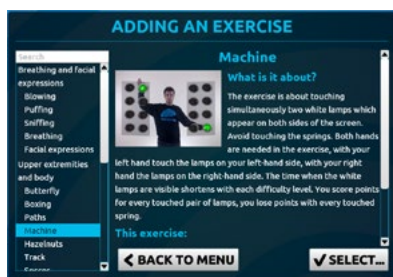 ADDING AN EXERCISE
Search
Breathing and facial
expressions
Blowing
Puffing
Sniffing
Breathing
Facial expressions
Upper extremities
and body
Butterfly
Boxing
Paths
Machine
Hazelnuts
Track
Machine
What is it about?
The exercise is about touching
simultaneously two white lamps which
appear on both sides of the screen.
Avoid touching the springs. Both hands
are needed in the exercise, with your
left hand touch the lamps on your left-hand side, with your right
hand the lamps on the right-hand side. The time when the white
lamps are visible shortens with each difficulty level. You score points
for every touched pair of lamps, you lose points with every touched
spring.
This exercise:
BACK TO MENU
SELECT...